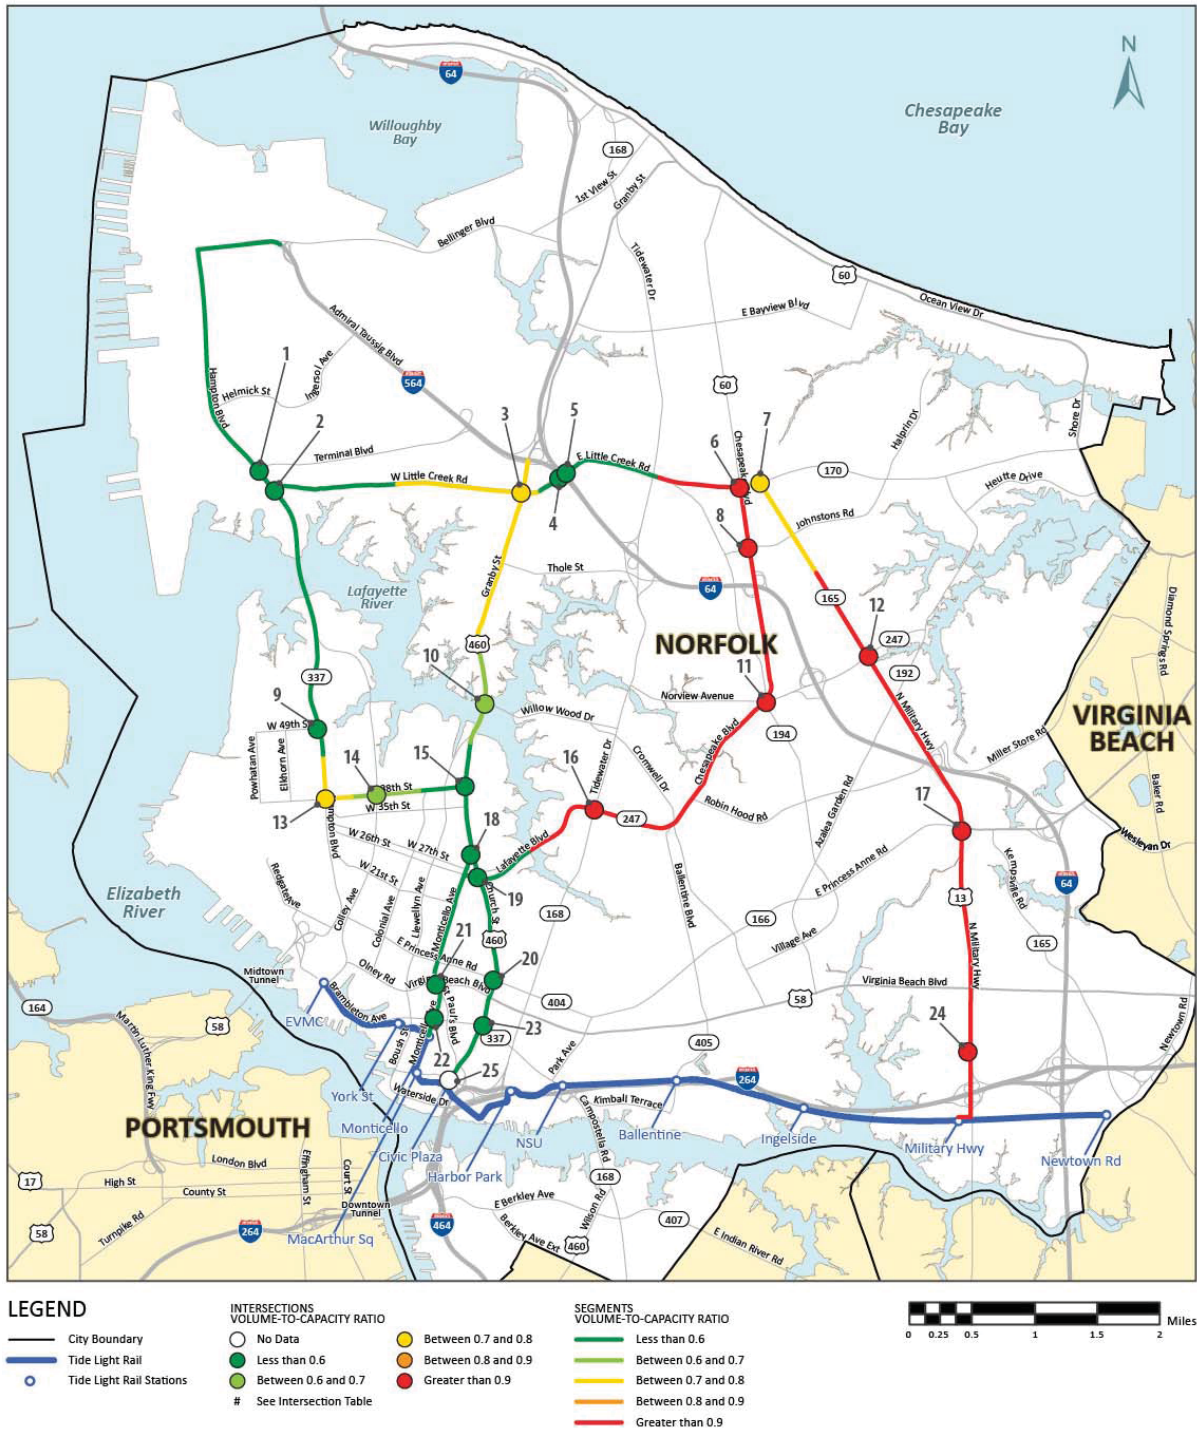 N
64
Willoughby
Bay
Chesapeake
Bay
168
1st View St
Granby St
Bellinger Blvd
Tidewater Dr
60
Ocean View Dr
E Bayview Blvd
Admiral Taussig Blvd
Ingersol Ave
Helmick St
Hampton Blvd
564
60
Shore Dr
Halprin Dr
1
2
3
5
6
7
Terminal Blvd
W Little Creek Rd
E Little Creek Rd
4
170
Heutte Drive
8
Johnstons Rd
Granby St
Thole St
64
165
12
247
192
Lafayette
River
460
NORFOLK
10
11
337
9
W 49th St
Norview Avenue
Willow Wood Dr
194
N Military Hwy
Miller Store Rd
Diamond Springs Rd
VIRGINIA
BEACH
Powhatan Ave
Elkhorn Ave
14
15
38th St
W 35th St
13
16
Tidewater Dr
Cromwell Dr
Chesapeake Blvd
Robin Hood Rd
247
Azalea Garden Rd
17
Baker Rd
Wesleyan Dr
W 26th St
W 27th St
18
Lafayette Blvd
W 21st St
19
Church St
Redgate Ave
Colley Ave
Colonial Ave
Llewellyn Ave
Monticello Ave
Ballentine Blvd
E Princess Anne Rd
Kempsville Rd
64
13
Elizabeth
River
168
166
Village Ave
165
460
21
E Princess Anne Rd
20
N Military Hwy
Midtown
Tunnel
Olney Rd
Virginia Beach Blvd
St Paul's Blvd
404
58
Virginia Beach Blvd
164
EVMC
Brambleton Ave
58
Martin Luther King Fwy
Boush St
22
23
337
24
Newtown Rd
25
Park Ave
405
264
York St
Waterside Dr
Kimball Terrace
Campostella Rd
PORTSMOUTH
Monticello
Civic Plaza
NSU
Ballentine
Ingelside
Military Hwy
Newtown Rd
Harbor Park
London Blvd
17
High St
County St
Effingham St
Court St
168
E Berkley Ave
Wilson Rd
407
Downtown
Tunnel
Turnpike Rd
58
264
MacArthur Sq
464
Berkley Ave Ext
460
E Indian River Rd
LEGEND
City Boundary
Tide Light Rail
Tide Light Rail Stations
INTERSECTIONS
VOLUME-TO-CAPACITY RATIO
No Data
Less than 0.6
Between 0.6 and 0.7
# See Intersection Table
Between 0.7 and 0.8
Between 0.8 and 0.9
Greater than 0.9
SEGMENTS
VOLUME-TO-CAPACITY RATIO
Less than 0.6
Between 0.6 and 0.7
Between 0.7 and 0.8
Between 0.8 and 0.9
Greater than 0.9
0 0.25 0.5 1 1.5 2
Miles